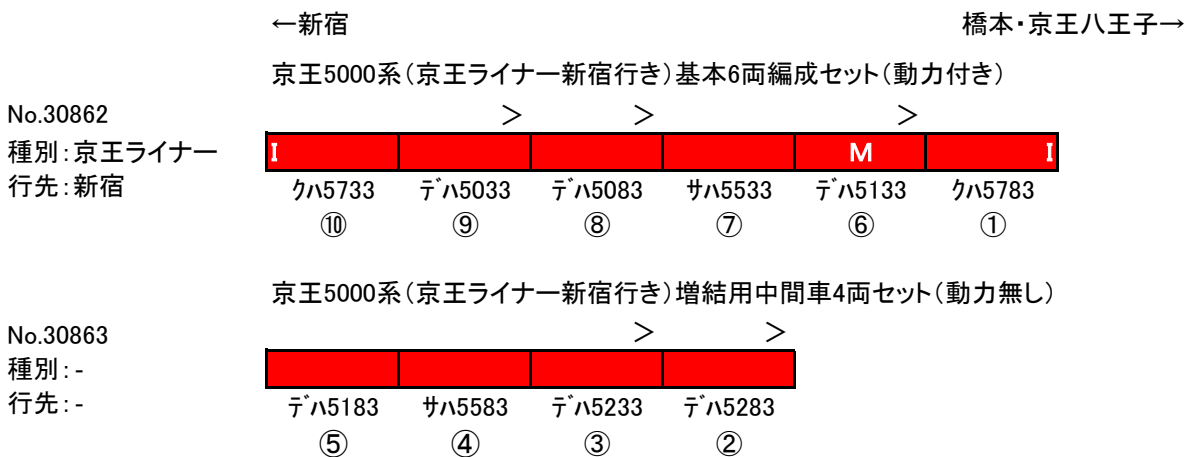 ←新宿 橋本・京王八王子→
京王5000系(京王ライナー新宿行き)基本6両編成セット(動力付き)
No.30862 > > >
種別:京王ライナー I M I
行先:新宿 ｸﾊ5733 ﾃﾞﾊ5033 ﾃﾞﾊ5083 ｻﾊ5533 ﾃﾞﾊ5133 ｸﾊ5783
⑩ ⑨ ⑧ ⑦ ⑥ ①
京王5000系(京王ライナー新宿行き)増結用中間車4両セット(動力無し)
No.30863 > >
種別:-
行先:- ﾃﾞﾊ5183 ｻﾊ5583 ﾃﾞﾊ5233 ﾃﾞﾊ5283
⑤ ④ ③ ②